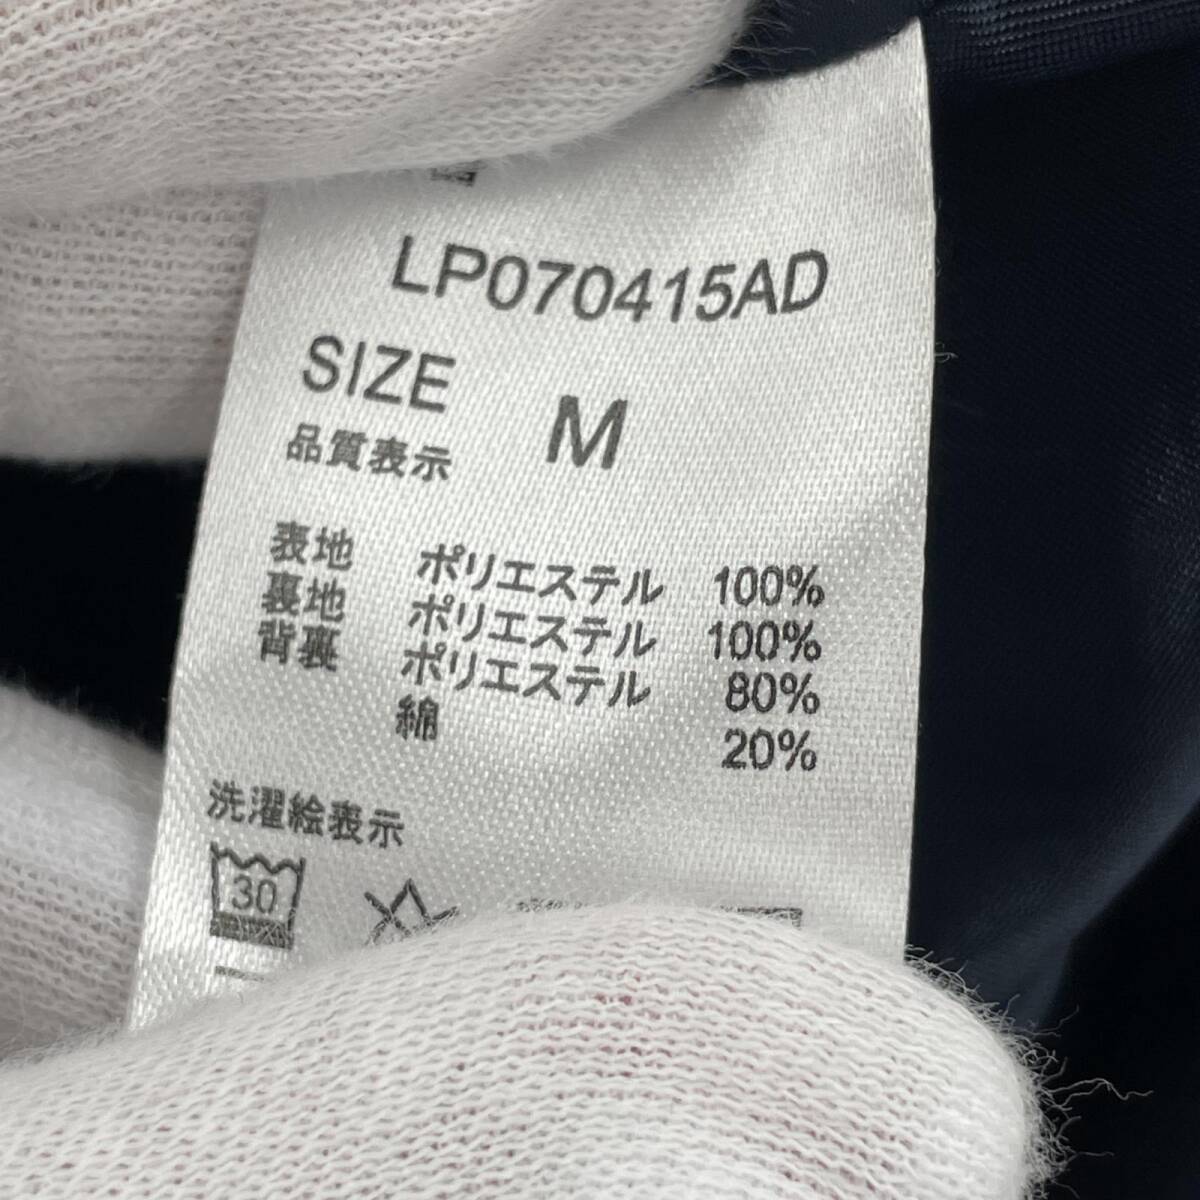 LP070415AD
SIZE M
品質表示
表地 ポリエステル 100%
裏地 ポリエステル 100%
背裏 ポリエステル 80%
綿 20%
洗濯絵表示
30